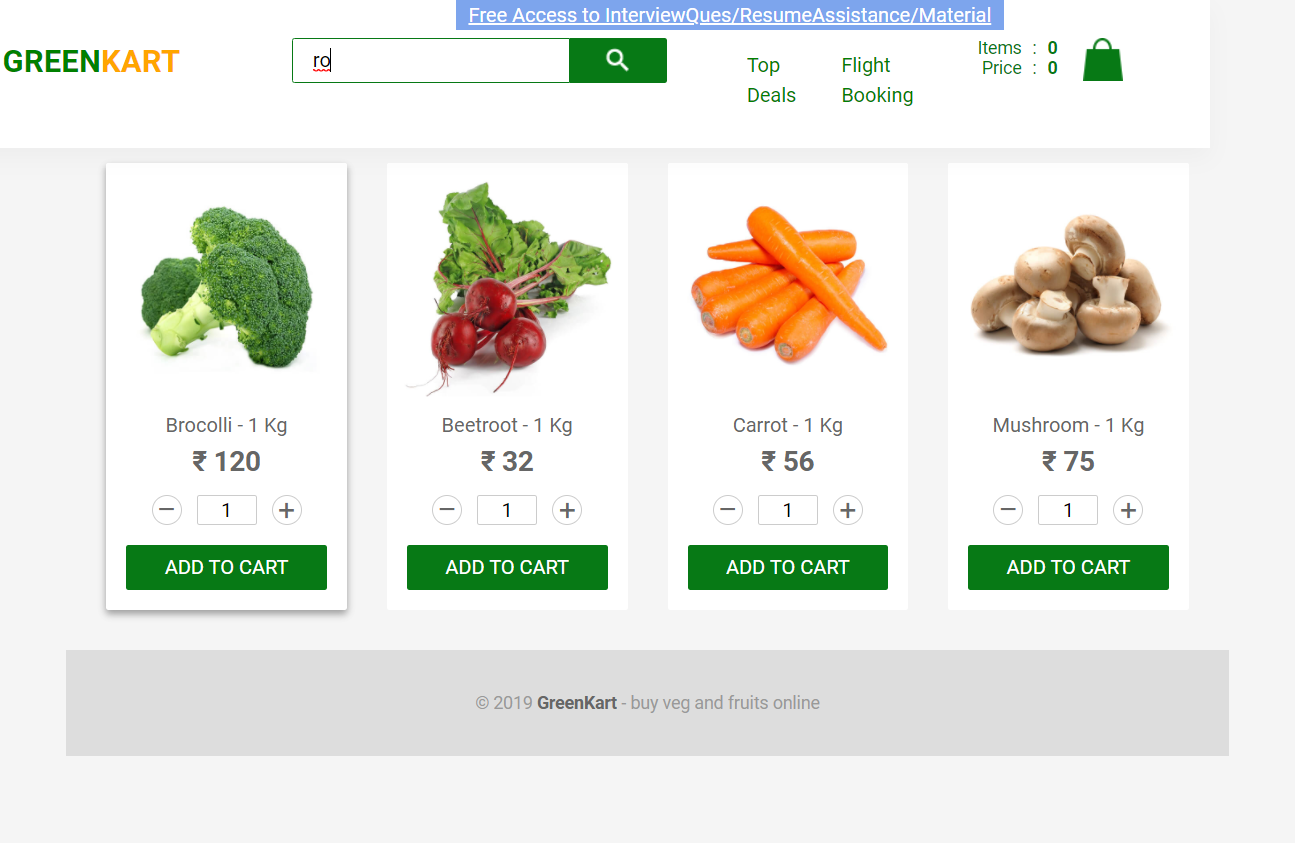 Free Access to InterviewQues/ResumeAssistance/Material
GREENKART
ro
Top
Deals
Flight
Booking
Items : 0
Price : 0
Brocolli - 1 Kg
₹ 120
− 1 +
ADD TO CART
Beetroot - 1 Kg
₹ 32
− 1 +
ADD TO CART
Carrot - 1 Kg
₹ 56
− 1 +
ADD TO CART
Mushroom - 1 Kg
₹ 75
− 1 +
ADD TO CART
© 2019 GreenKart - buy veg and fruits online